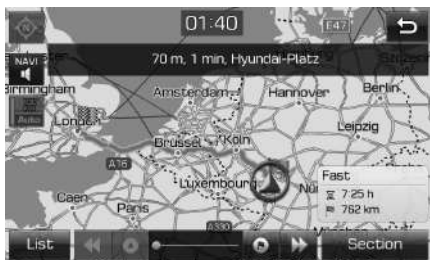 01:40
E47
NAVI
70 m, 1 min, Hyundai-Platz
Amsterdam
Hannover
Berlin
Auto
London
Leipzig
Brussel
Köln
A16
Fast
7:25 h
762 km
Luxembourg
Caen
Paris
List
Section